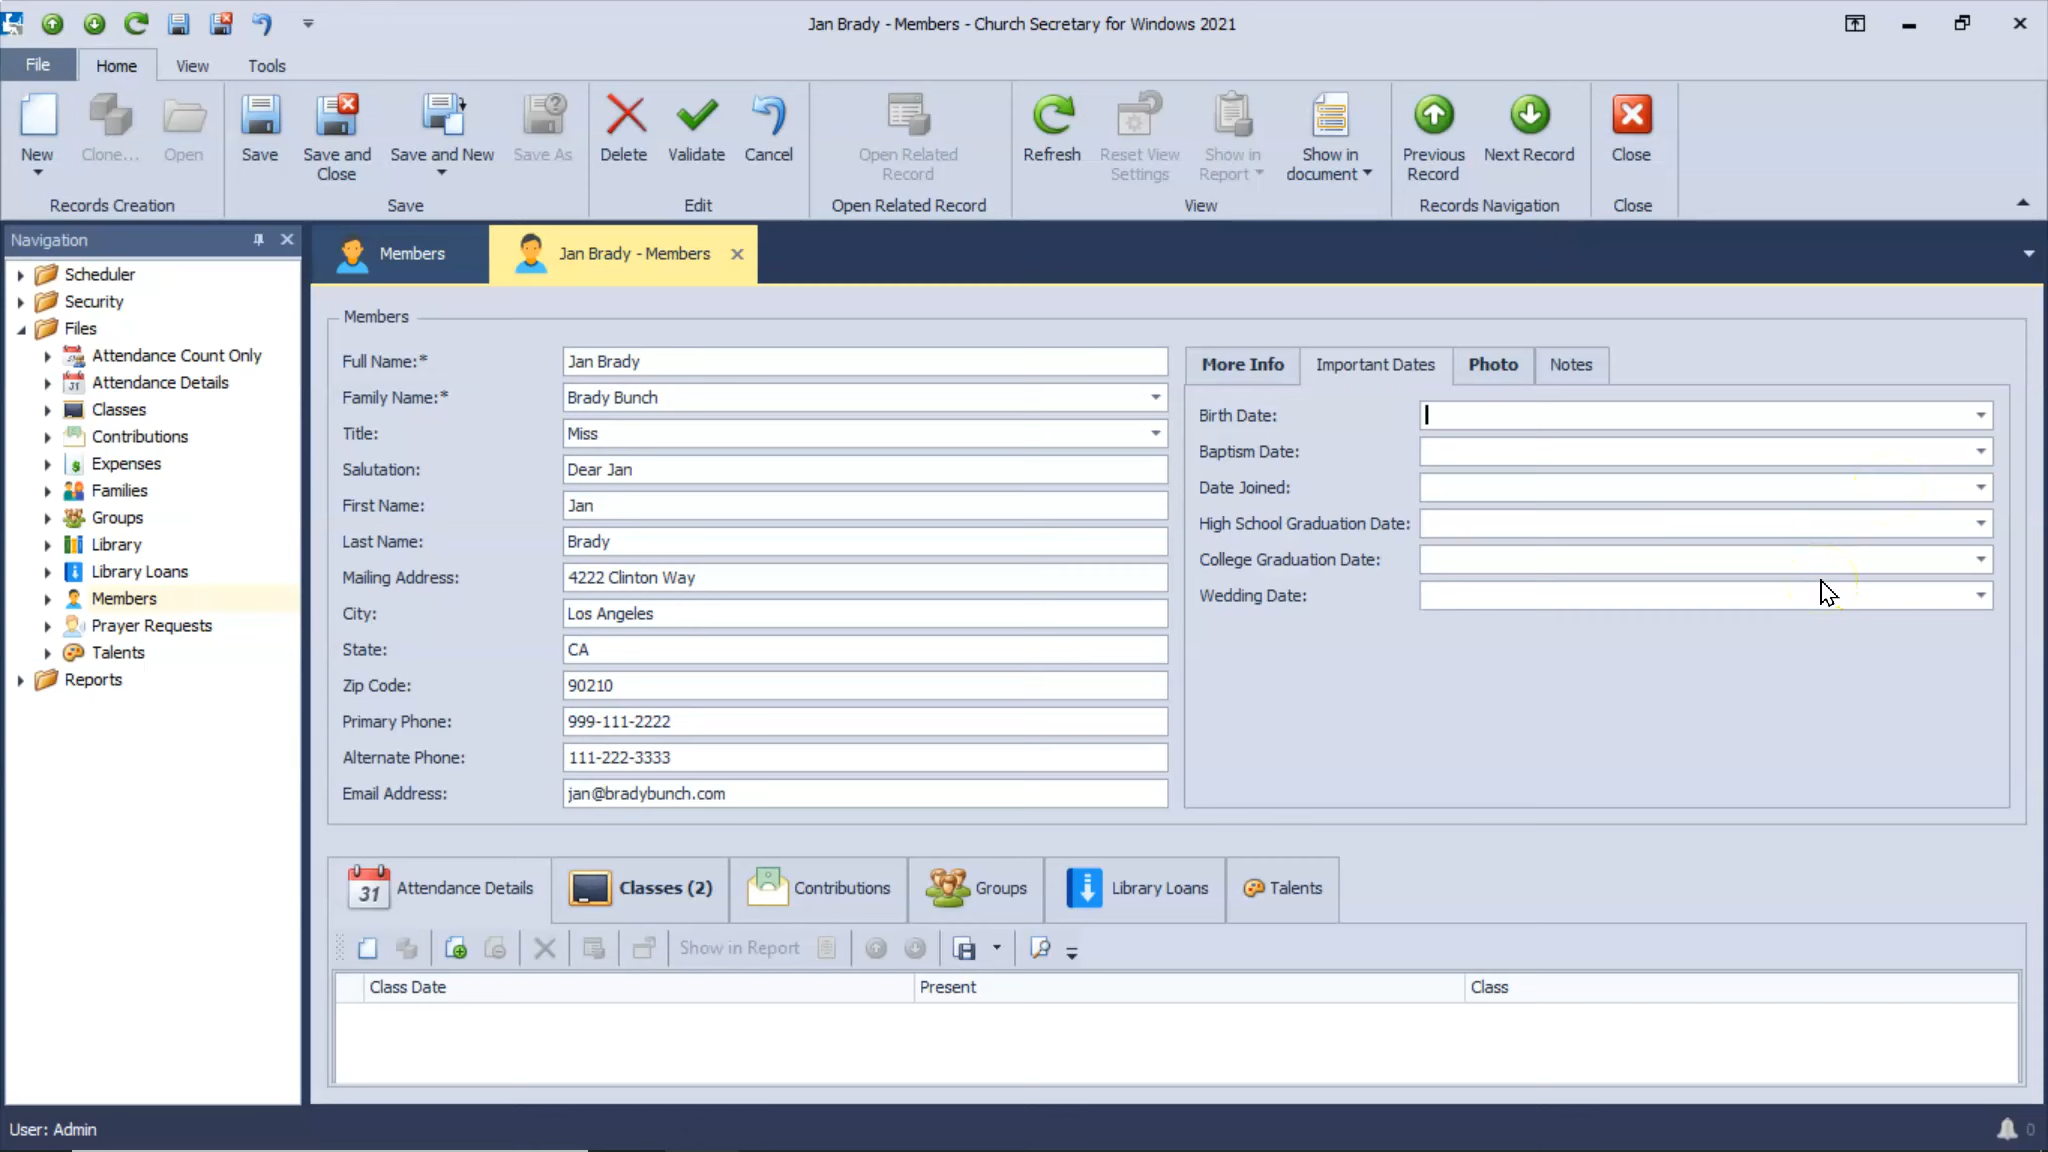 Jan Brady - Members - Church Secretary for Windows 2021
File Home View Tools
New Clone... Open Save Save and Close Save and New Save As Delete Validate Cancel Open Related Record Refresh Reset View Settings Show in Report Show in document Previous Record Next Record Close
Records Creation Save Edit Open Related Record View Records Navigation Close
Navigation
Scheduler
Security
Files
Attendance Count Only
Attendance Details
Classes
Contributions
Expenses
Families
Groups
Library
Library Loans
Members
Prayer Requests
Talents
Reports
Members Jan Brady - Members
Members
Full Name:* Jan Brady
Family Name:* Brady Bunch
Title: Miss
Salutation: Dear Jan
First Name: Jan
Last Name: Brady
Mailing Address: 4222 Clinton Way
City: Los Angeles
State: CA
Zip Code: 90210
Primary Phone: 999-111-2222
Alternate Phone: 111-222-3333
Email Address: jan@bradybunch.com
More Info Important Dates Photo Notes
Birth Date:
Baptism Date:
Date Joined:
High School Graduation Date:
College Graduation Date:
Wedding Date:
31 Attendance Details Classes (2) Contributions Groups Library Loans Talents
Show in Report
Class Date Present Class
User: Admin 0